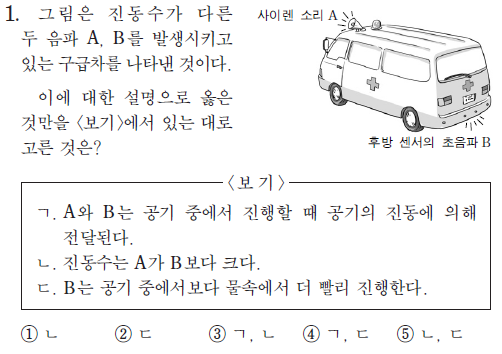 1. 그림은 진동수가 다른
두 음파 A, B를 발생시키고
있는 구급차를 나타낸 것이다.
사이렌 소리 A
후방 센서의 초음파 B
이에 대한 설명으로 옳은
것만을 <보기>에서 있는 대로
고른 것은?
<보 기>
ㄱ. A와 B는 공기 중에서 진행할 때 공기의 진동에 의해
전달된다.
ㄴ. 진동수는 A가 B보다 크다.
ㄷ. B는 공기 중에서보다 물속에서 더 빨리 진행한다.
① ㄴ ② ㄷ ③ ㄱ, ㄴ ④ ㄱ, ㄷ ⑤ ㄴ, ㄷ